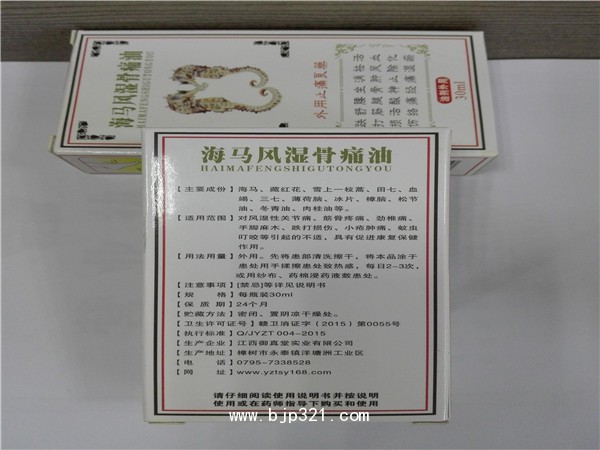 海马风湿骨痛油
HAIMAFENGSHIGUTONGYOU
外用止痛灵药
30ml
海马风湿骨痛油
HAIMAFENGSHIGUTONGYOU
【主要成份】海马、藏红花、雪上一枝蒿、田七、血
竭、三七、薄荷脑、冰片、樟脑、松节
油、冬青油、肉桂油等。
【适用范围】对风湿性关节痛、筋骨疼痛、劲椎痛、
手脚麻木、跌打损伤、小疮肿痛、蚊虫
叮咬等引起的不适，具有促进康复保健
作用。
【用法用量】外用。先将患部清洗擦干，将本品涂于
患处用手揉擦患处致热感，每日2-3次，
或用纱布、药棉浸药液敷患处。
【注意事项】[禁忌]等详见说明书
【规格】每瓶装30ml
【保质期】24个月
【贮藏方法】密闭、置阴凉干燥处。
【卫生许可证号】赣卫消证字（2015）第0055号
【执行标准】Q/JYZT 004-2015
【生产企业】江西御真堂实业有限公司
【生产地址】樟树市永泰镇洋塘洲工业区
【电话】0795-7338528
【网址】www.yztsy168.com
请仔细阅读使用说明书并按说明
使用或在药师指导下购买和使用
www.bjp321.com